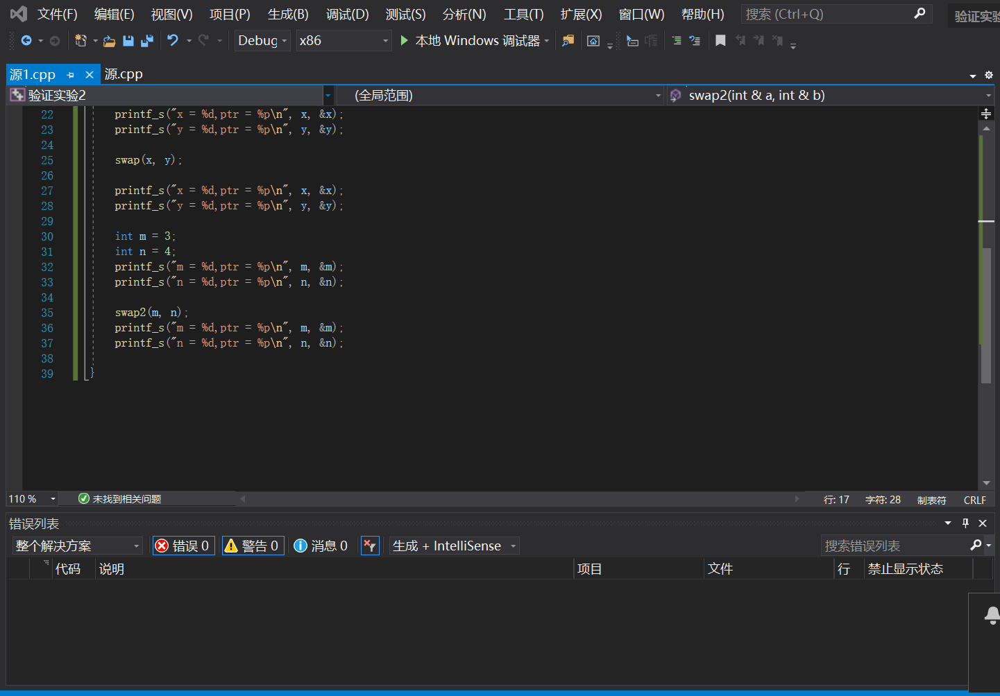 文件(F) 编辑(E) 视图(V) 项目(P) 生成(B) 调试(D) 测试(S) 分析(N) 工具(T) 扩展(X) 窗口(W) 帮助(H) 搜索 (Ctrl+Q) 验证实
Debug x86 本地 Windows 调试器
源1.cpp 源.cpp
验证实验2 (全局范围) swap2(int & a, int & b)
22 printf_s("x = %d,ptr = %p\n", x, &x);
23 printf_s("y = %d,ptr = %p\n", y, &y);
24
25 swap(x, y);
26
27 printf_s("x = %d,ptr = %p\n", x, &x);
28 printf_s("y = %d,ptr = %p\n", y, &y);
29
30 int m = 3;
31 int n = 4;
32 printf_s("m = %d,ptr = %p\n", m, &m);
33 printf_s("n = %d,ptr = %p\n", n, &n);
34
35 swap2(m, n);
36 printf_s("m = %d,ptr = %p\n", m, &m);
37 printf_s("n = %d,ptr = %p\n", n, &n);
38
39 }
110 % 未找到相关问题 行: 17 字符: 28 制表符 CRLF
错误列表
整个解决方案 错误 0 警告 0 消息 0 生成 + IntelliSense 搜索错误列表
代码 说明 项目 文件 行 禁止显示状态